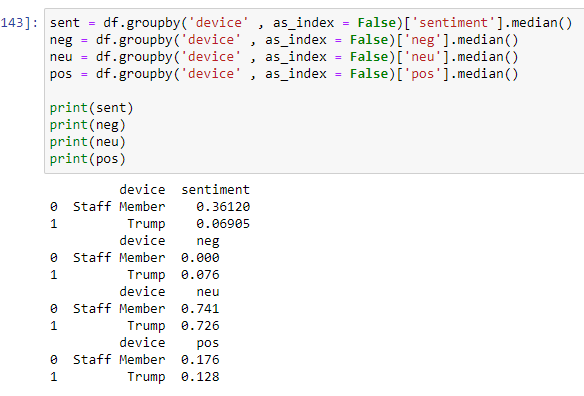 143]: sent = df.groupby('device' , as_index = False)['sentiment'].median()
neg = df.groupby('device' , as_index = False)['neg'].median()
neu = df.groupby('device' , as_index = False)['neu'].median()
pos = df.groupby('device' , as_index = False)['pos'].median()

print(sent)
print(neg)
print(neu)
print(pos)

         device  sentiment
0  Staff Member    0.36120
1         Trump    0.06905
         device    neg
0  Staff Member  0.000
1         Trump  0.076
         device    neu
0  Staff Member  0.741
1         Trump  0.726
         device    pos
0  Staff Member  0.176
1         Trump  0.128